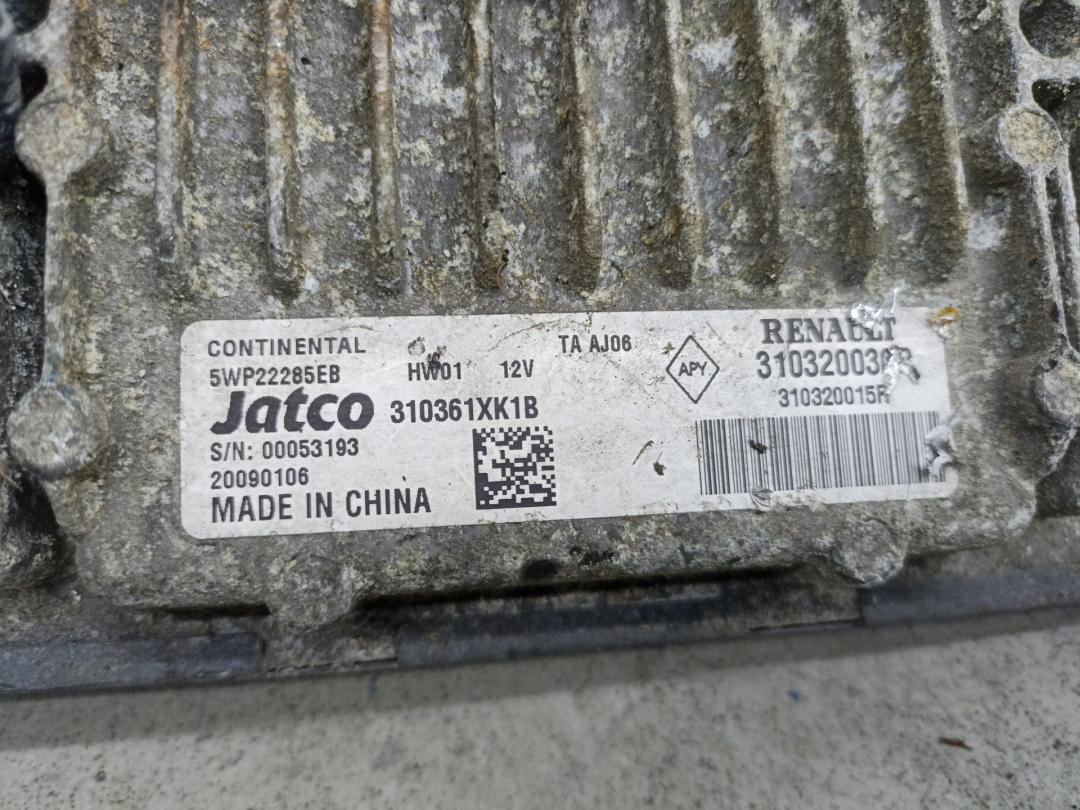 CONTINENTAL
5WP22285EB HW01 12V TA AJ06
Jatco 310361XK1B
S/N: 00053193
20090106
MADE IN CHINA
APY
RENAULT
310320015R